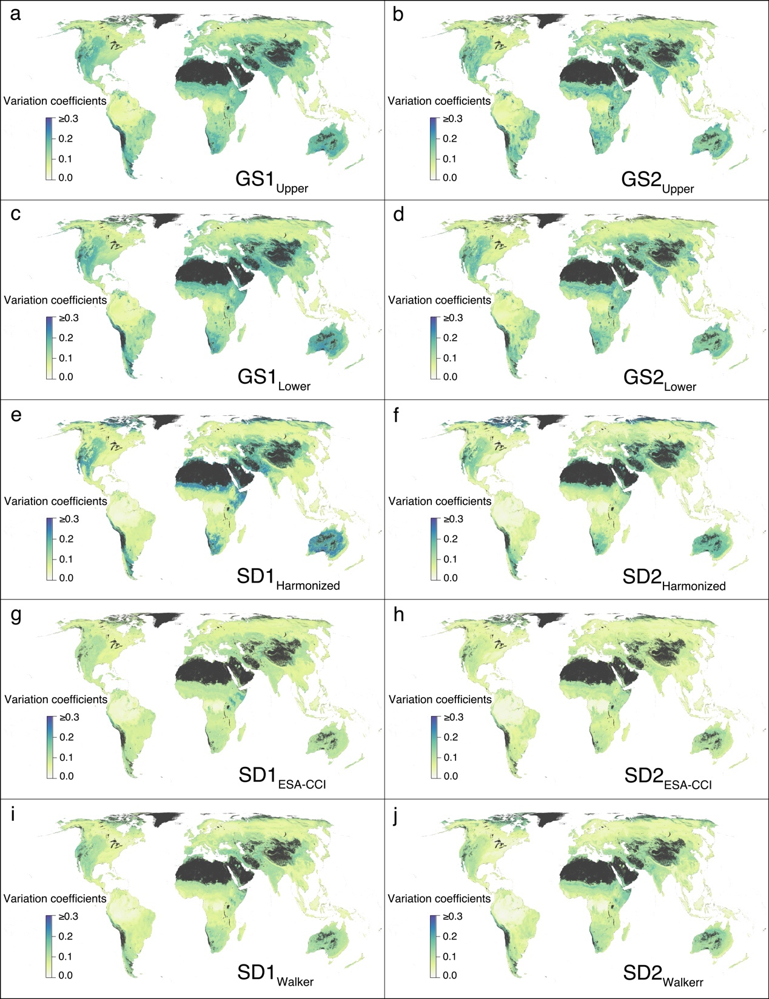 a
Variation coefficients
≥0.3
0.2
0.1
0.0
GS1Upper
b
Variation coefficients
≥0.3
0.2
0.1
0.0
GS2Upper
c
Variation coefficients
≥0.3
0.2
0.1
0.0
GS1Lower
d
Variation coefficients
≥0.3
0.2
0.1
0.0
GS2Lower
e
Variation coefficients
≥0.3
0.2
0.1
0.0
SD1Harmonized
f
Variation coefficients
≥0.3
0.2
0.1
0.0
SD2Harmonized
g
Variation coefficients
≥0.3
0.2
0.1
0.0
SD1ESA-CCI
h
Variation coefficients
≥0.3
0.2
0.1
0.0
SD2ESA-CCI
i
Variation coefficients
≥0.3
0.2
0.1
0.0
SD1Walker
j
Variation coefficients
≥0.3
0.2
0.1
0.0
SD2Walkerr